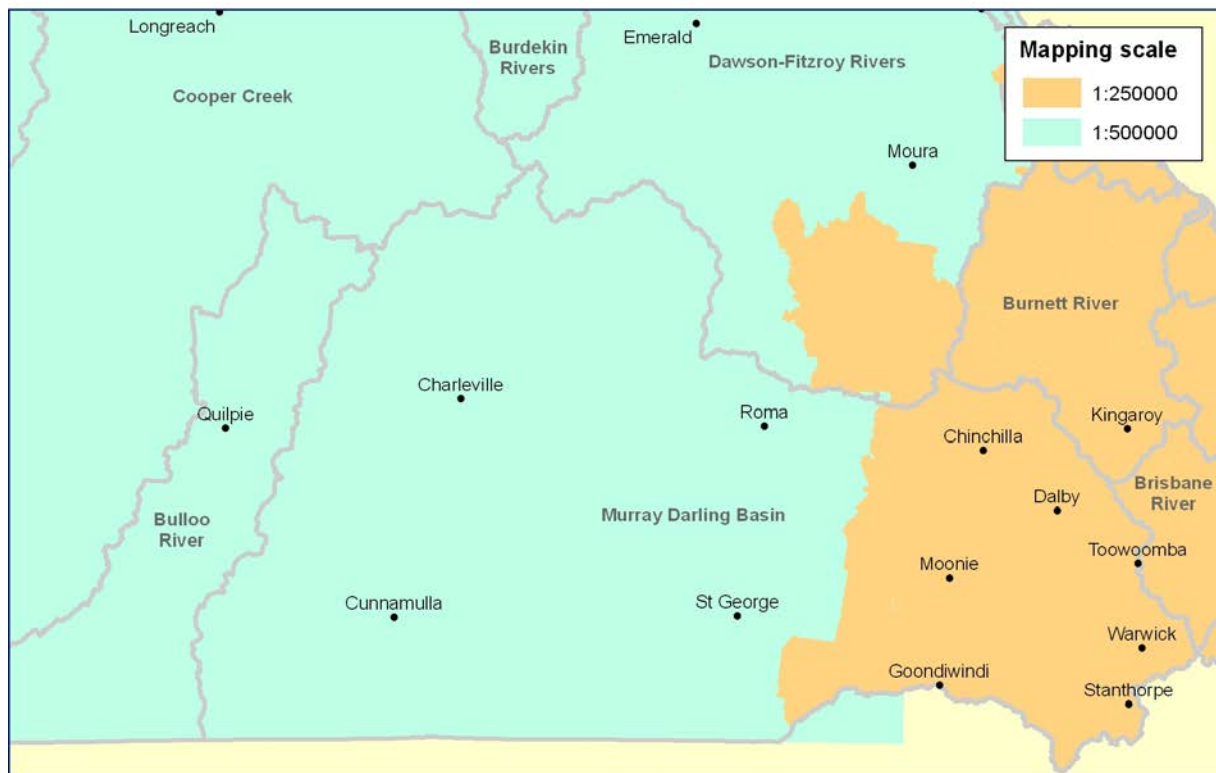 Longreach
Emerald
Burdekin
Rivers
Dawson-Fitzroy Rivers
Cooper Creek
Mapping scale
1:250000
1:500000
Moura
Burnett River
Charleville
Quilpie
Roma
Kingaroy
Chinchilla
Brisbane
River
Dalby
Murray Darling Basin
Bulloo
River
Toowoomba
Moonie
Cunnamulla
St George
Warwick
Goondiwindi
Stanthorpe